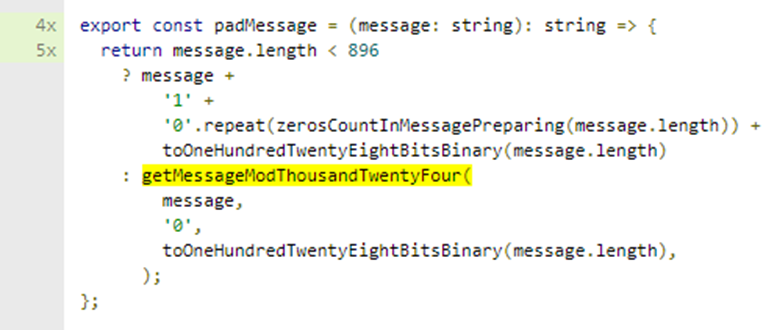 4x export const padMessage = (message: string): string => {
5x return message.length < 896
? message +
'1' +
'0'.repeat(zerosCountInMessagePreparing(message.length)) +
toOneHundredTwentyEightBitsBinary(message.length)
: getMessageModThousandTwentyFour(
message,
'0',
toOneHundredTwentyEightBitsBinary(message.length),
);
};